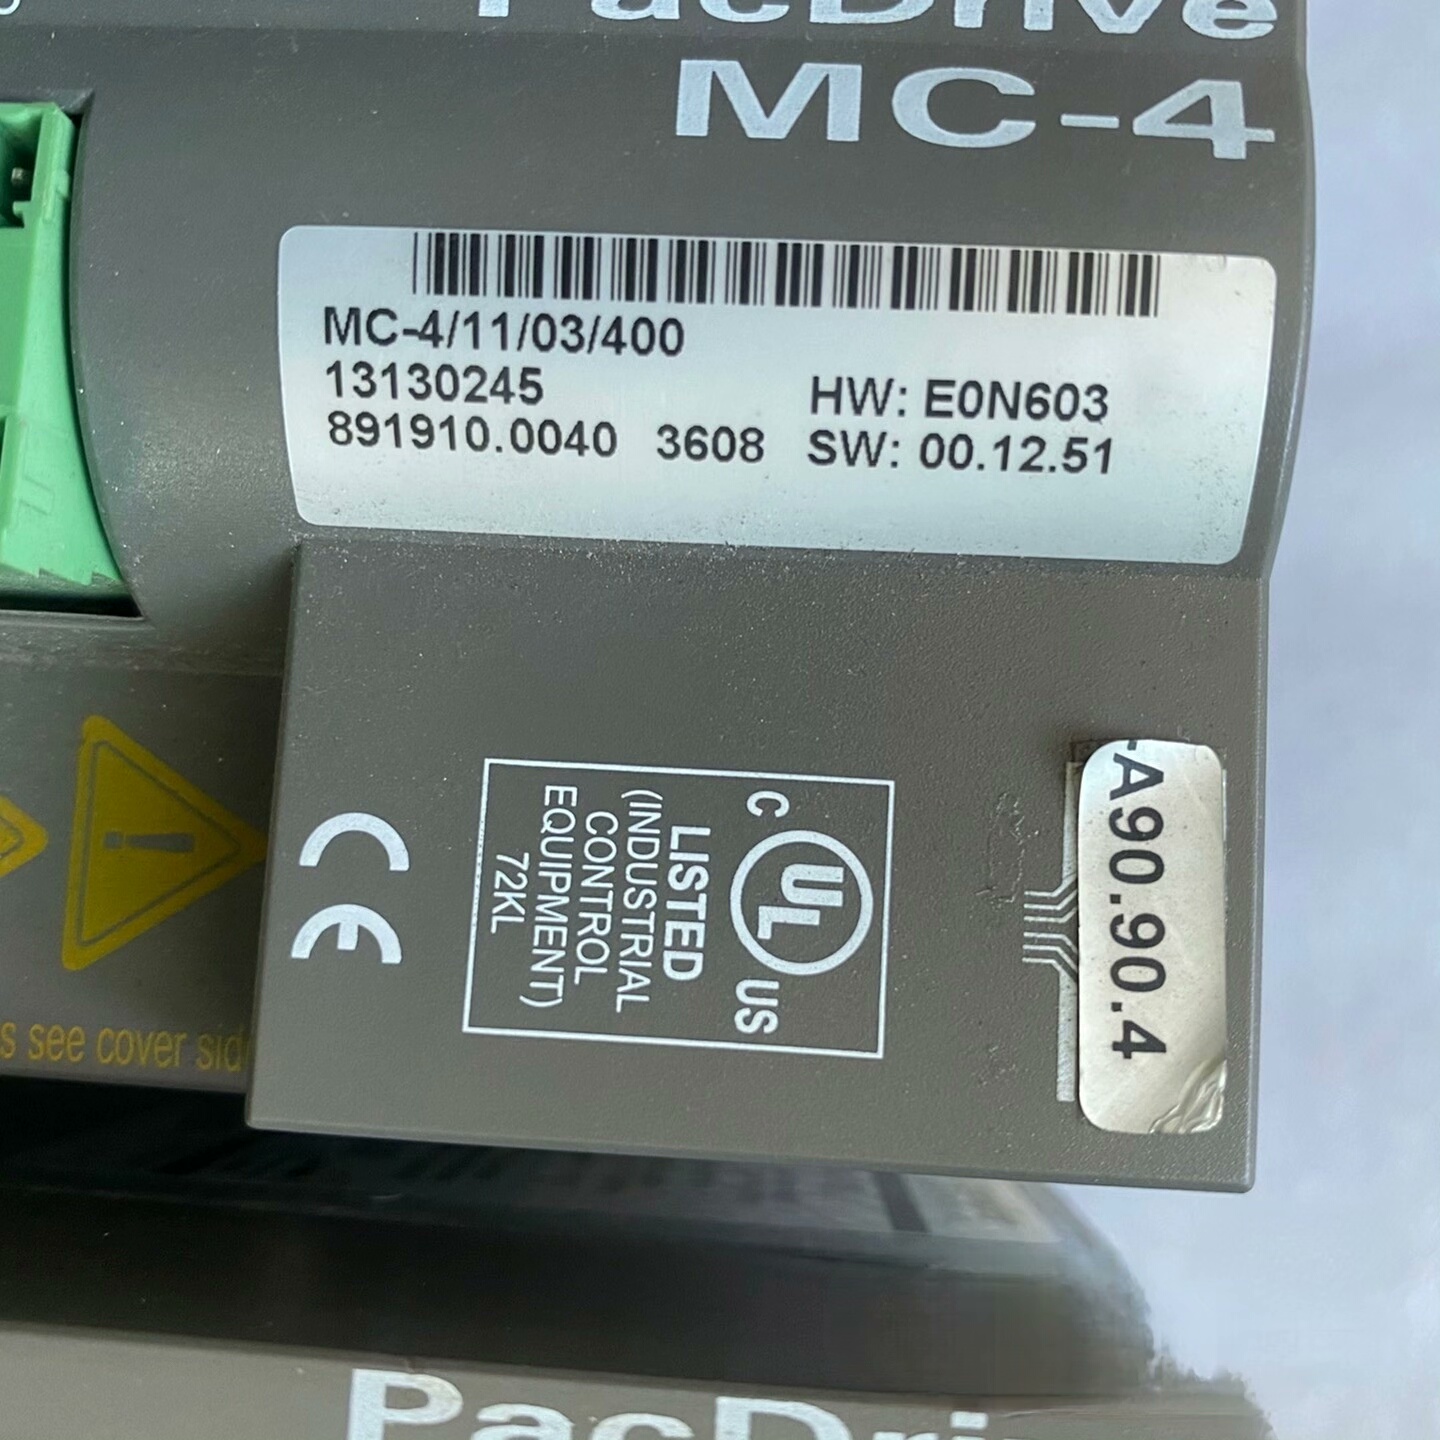 PacDrive
MC-4
MC-4/11/03/400
13130245 HW: E0N603
891910.0040 3608 SW: 00.12.51
C UL US
LISTED
(INDUSTRIAL
CONTROL
EQUIPMENT)
72KL
CE
-A90.90.4
s see cover sid
PacDri